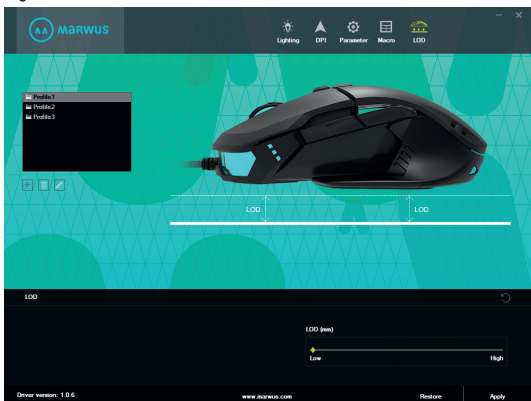 MARWUS
Lighting DPI Parameter Macro LOD
Profile1
Profile2
Profile3
LOD LOD
LOD
LOD (mm)
Low High
Driver version: 1.0.6 www.marwus.com Restore Apply